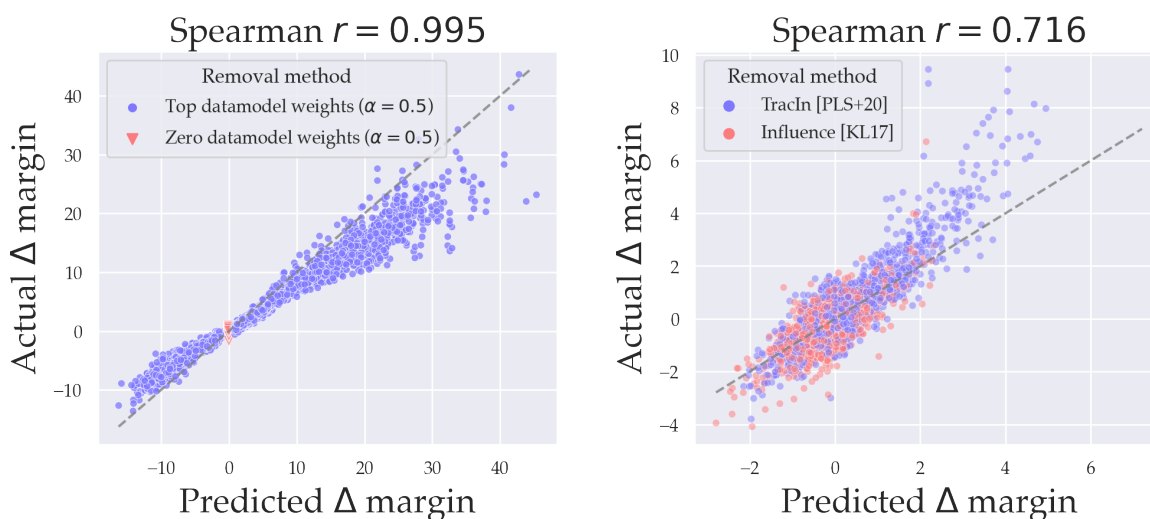 Spearman r = 0.995
Removal method
Top datamodel weights (α = 0.5)
Zero datamodel weights (α = 0.5)
Actual Δ margin
40
30
20
10
0
−10
−10
0
10
20
30
40
Predicted Δ margin
Spearman r = 0.716
Removal method
TracIn [PLS+20]
Influence [KL17]
Actual Δ margin
10
8
6
4
2
0
−2
−4
−2
0
2
4
6
Predicted Δ margin